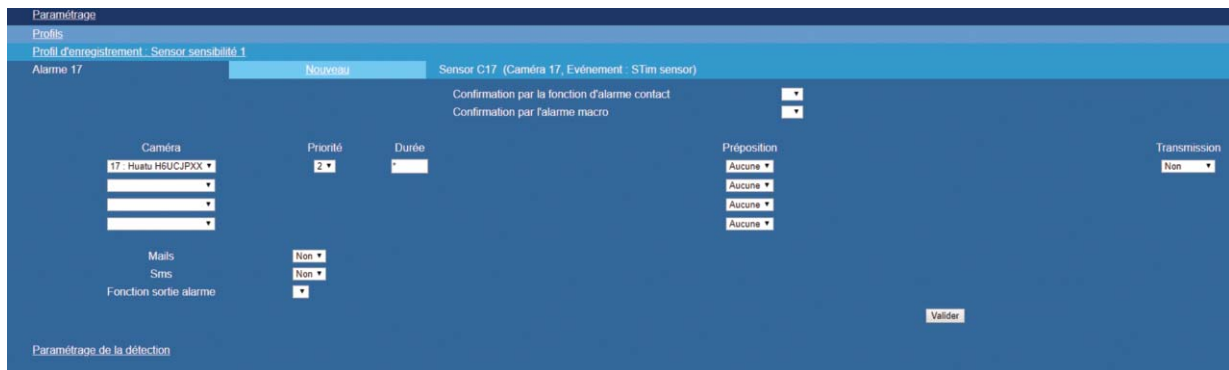 Paramétrage
Profils
Profil d'enregistrement : Sensor sensibilité 1
Alarme 17 Nouveau Sensor C17 (Caméra 17, Evénement : STim sensor)
Confirmation par la fonction d'alarme contact
Confirmation par l'alarme macro
Caméra Priorité Durée Préposition Transmission
17 : Huatu H6UCJPXX 2 * Aucune Non
Aucune
Aucune
Aucune
Mails Non
Sms Non
Fonction sortie alarme
Valider
Paramétrage de la détection